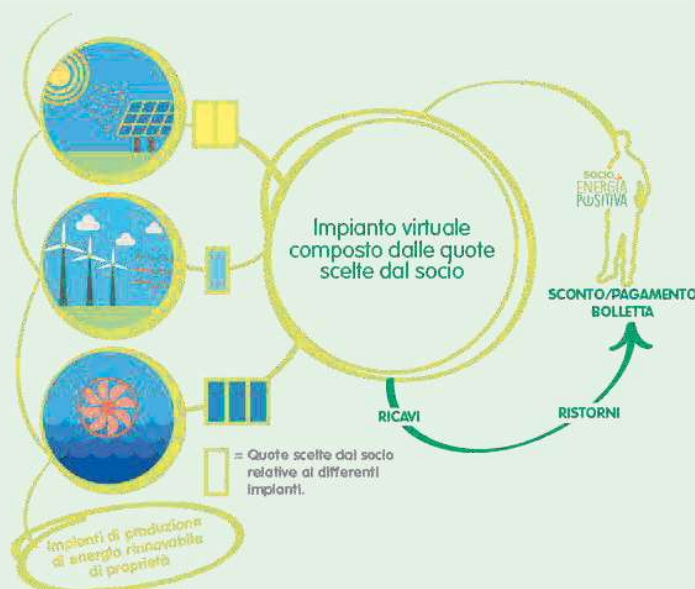 Impianto virtuale
composto dalle quote
scelte dal socio
SOCIO
ENERGIA
POSITIVA
SCONTO/PAGAMENTO
BOLLETTA
RICAVI
RISTORNI
= Quote scelte dal socio
relative ai differenti
impianti.
Impianti di produzione
di energia rinnovabile
di proprietà